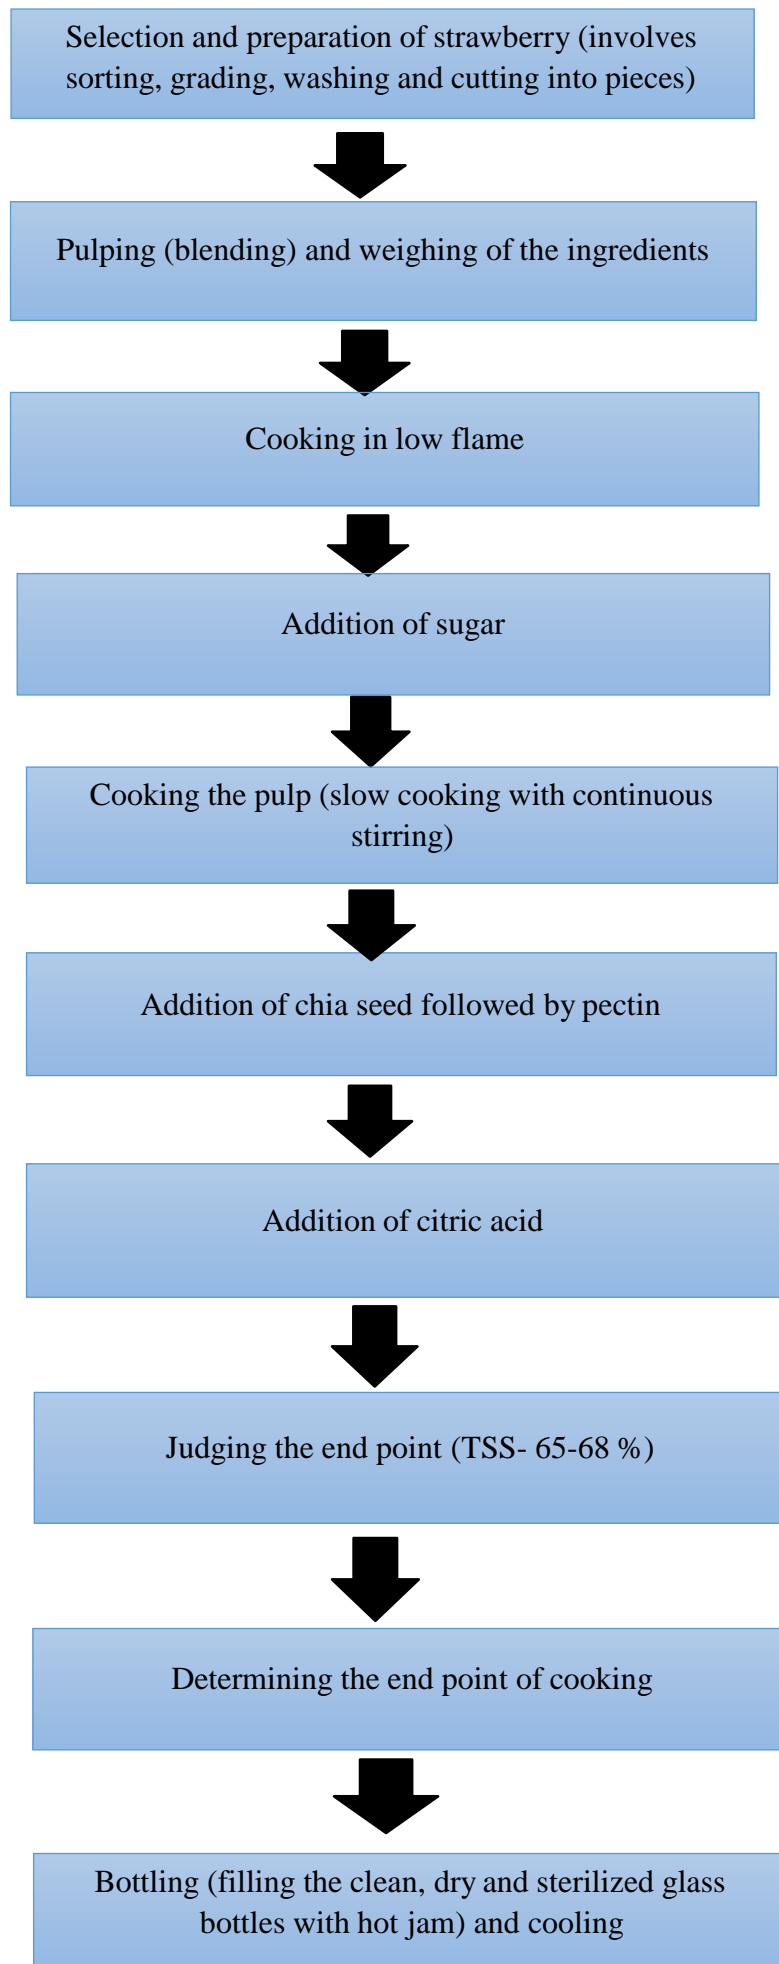 Selection and preparation of strawberry (involves
sorting, grading, washing and cutting into pieces)
Pulping (blending) and weighing of the ingredients
Cooking in low flame
Addition of sugar
Cooking the pulp (slow cooking with continuous
stirring)
Addition of chia seed followed by pectin
Addition of citric acid
Judging the end point (TSS- 65-68 %)
Determining the end point of cooking
Bottling (filling the clean, dry and sterilized glass
bottles with hot jam) and cooling